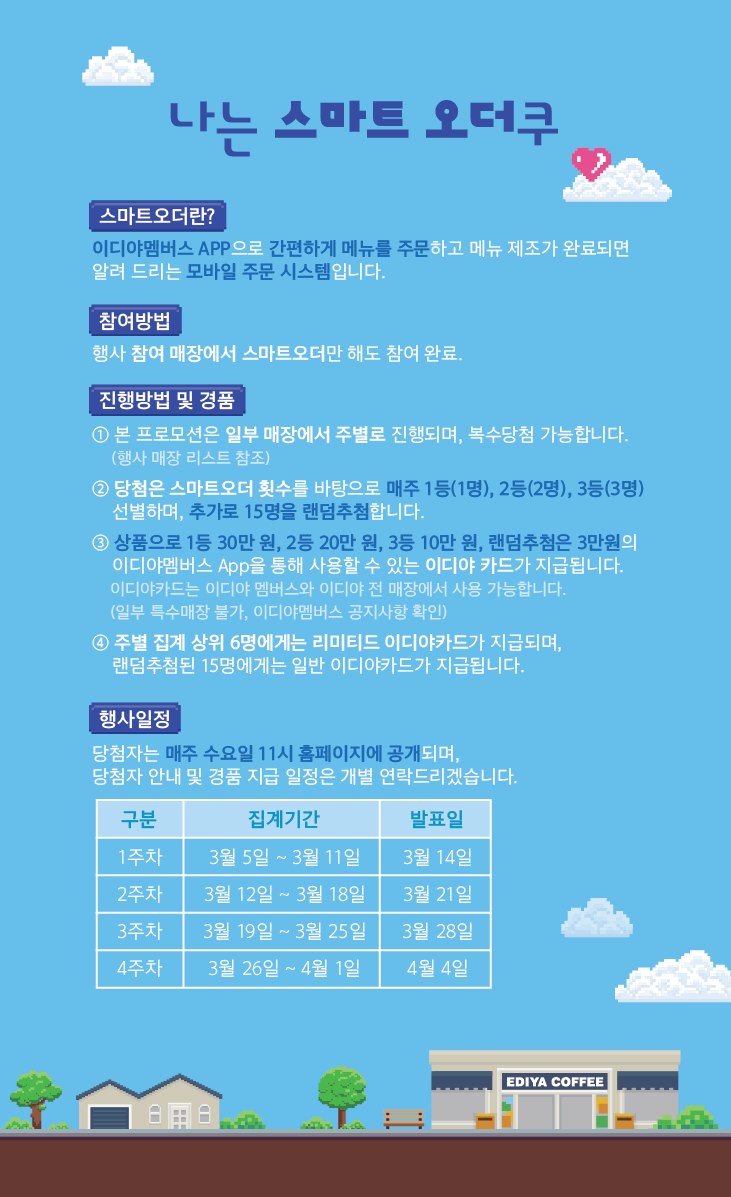 나는 스마트 오더쿠
스마트오더란?
이디야멤버스 APP으로 간편하게 메뉴를 주문하고 메뉴 제조가 완료되면
알려 드리는 모바일 주문 시스템입니다.
참여방법
행사 참여 매장에서 스마트오더만 해도 참여 완료.
진행방법 및 경품
① 본 프로모션은 일부 매장에서 주별로 진행되며, 복수당첨 가능합니다.
(행사 매장 리스트 참조)
② 당첨은 스마트오더 횟수를 바탕으로 매주 1등(1명), 2등(2명), 3등(3명)
선별하며, 추가로 15명을 랜덤추첨합니다.
③ 상품으로 1등 30만 원, 2등 20만 원, 3등 10만 원, 랜덤추첨은 3만원의
이디야멤버스 App을 통해 사용할 수 있는 이디야 카드가 지급됩니다.
이디야카드는 이디야 멤버스와 이디야 전 매장에서 사용 가능합니다.
(일부 특수매장 불가, 이디야멤버스 공지사항 확인)
④ 주별 집계 상위 6명에게는 리미티드 이디야카드가 지급되며,
랜덤추첨된 15명에게는 일반 이디야카드가 지급됩니다.
행사일정
당첨자는 매주 수요일 11시 홈페이지에 공개되며,
당첨자 안내 및 경품 지급 일정은 개별 연락드리겠습니다.
구분 집계기간 발표일
1주차 3월 5일 ~ 3월 11일 3월 14일
2주차 3월 12일 ~ 3월 18일 3월 21일
3주차 3월 19일 ~ 3월 25일 3월 28일
4주차 3월 26일 ~ 4월 1일 4월 4일
EDIYA COFFEE